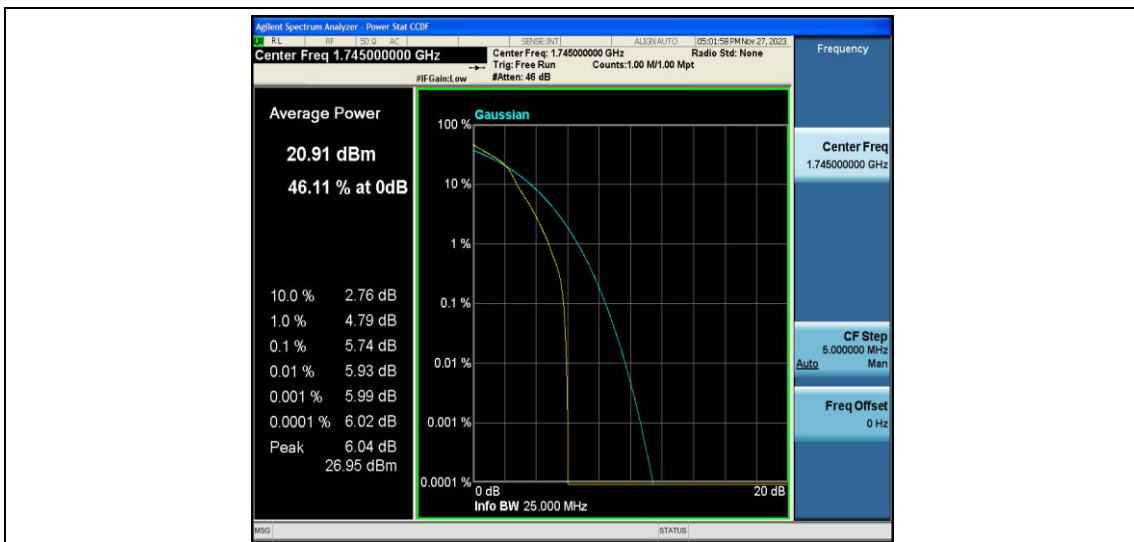 Agilent Spectrum Analyzer - Power Stat CCDF
RL RF 50 Ω AC SENSE:INT ALIGN AUTO 05:01:58 PM Nov 27, 2023
Center Freq 1.745000000 GHz
Center Freq: 1.745000000 GHz Radio Std: None
Trig: Free Run Counts:1.00 M/1.00 Mpt
#IFGain:Low #Atten: 46 dB
Frequency
Average Power
20.91 dBm
46.11 % at 0dB
10.0 % 2.76 dB
1.0 % 4.79 dB
0.1 % 5.74 dB
0.01 % 5.93 dB
0.001 % 5.99 dB
0.0001 % 6.02 dB
Peak 6.04 dB
26.95 dBm
Gaussian
100 %
10 %
1 %
0.1 %
0.01 %
0.001 %
0.0001 %
0 dB 20 dB
Info BW 25.000 MHz
Center Freq
1.745000000 GHz
CF Step
5.000000 MHz
Auto Man
Freq Offset
0 Hz
MSG STATUS